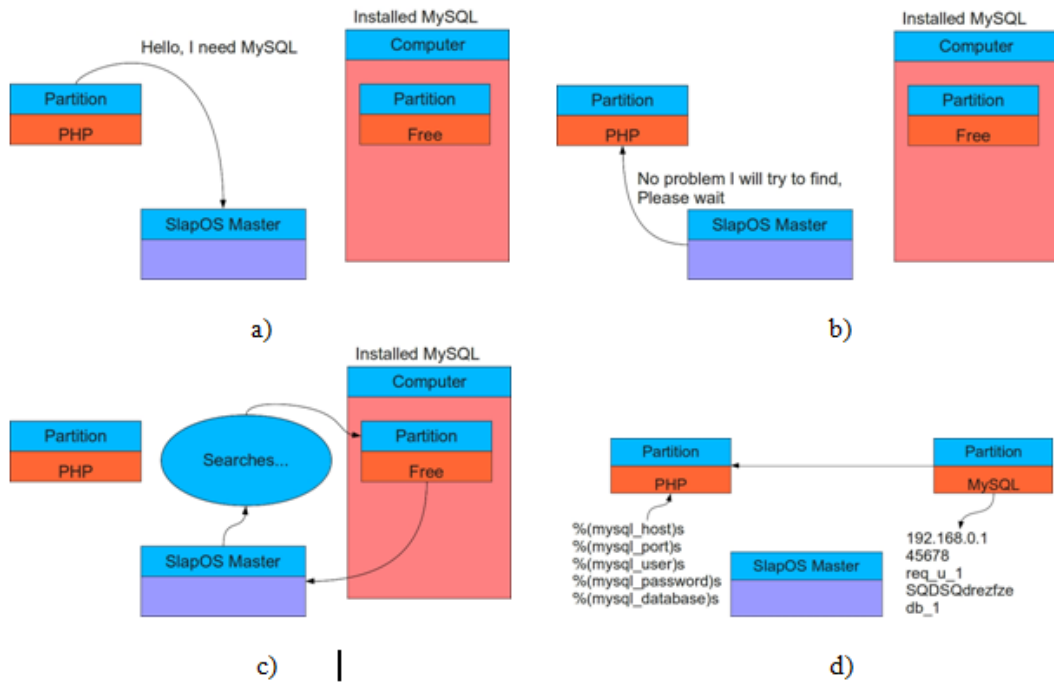 Installed MySQL
Computer
Hello, I need MySQL
Partition
PHP
Partition
Free
SlapOS Master
a)
Installed MySQL
Computer
Partition
PHP
Partition
Free
No problem I will try to find,
Please wait
SlapOS Master
b)
Installed MySQL
Computer
Partition
PHP
Searches...
Partition
Free
SlapOS Master
c)
Partition
PHP
Partition
MySQL
%(mysql_host)s
%(mysql_port)s
%(mysql_user)s
%(mysql_password)s
%(mysql_database)s
SlapOS Master
192.168.0.1
45678
req_u_1
SQDSQdrezfze
db_1
d)